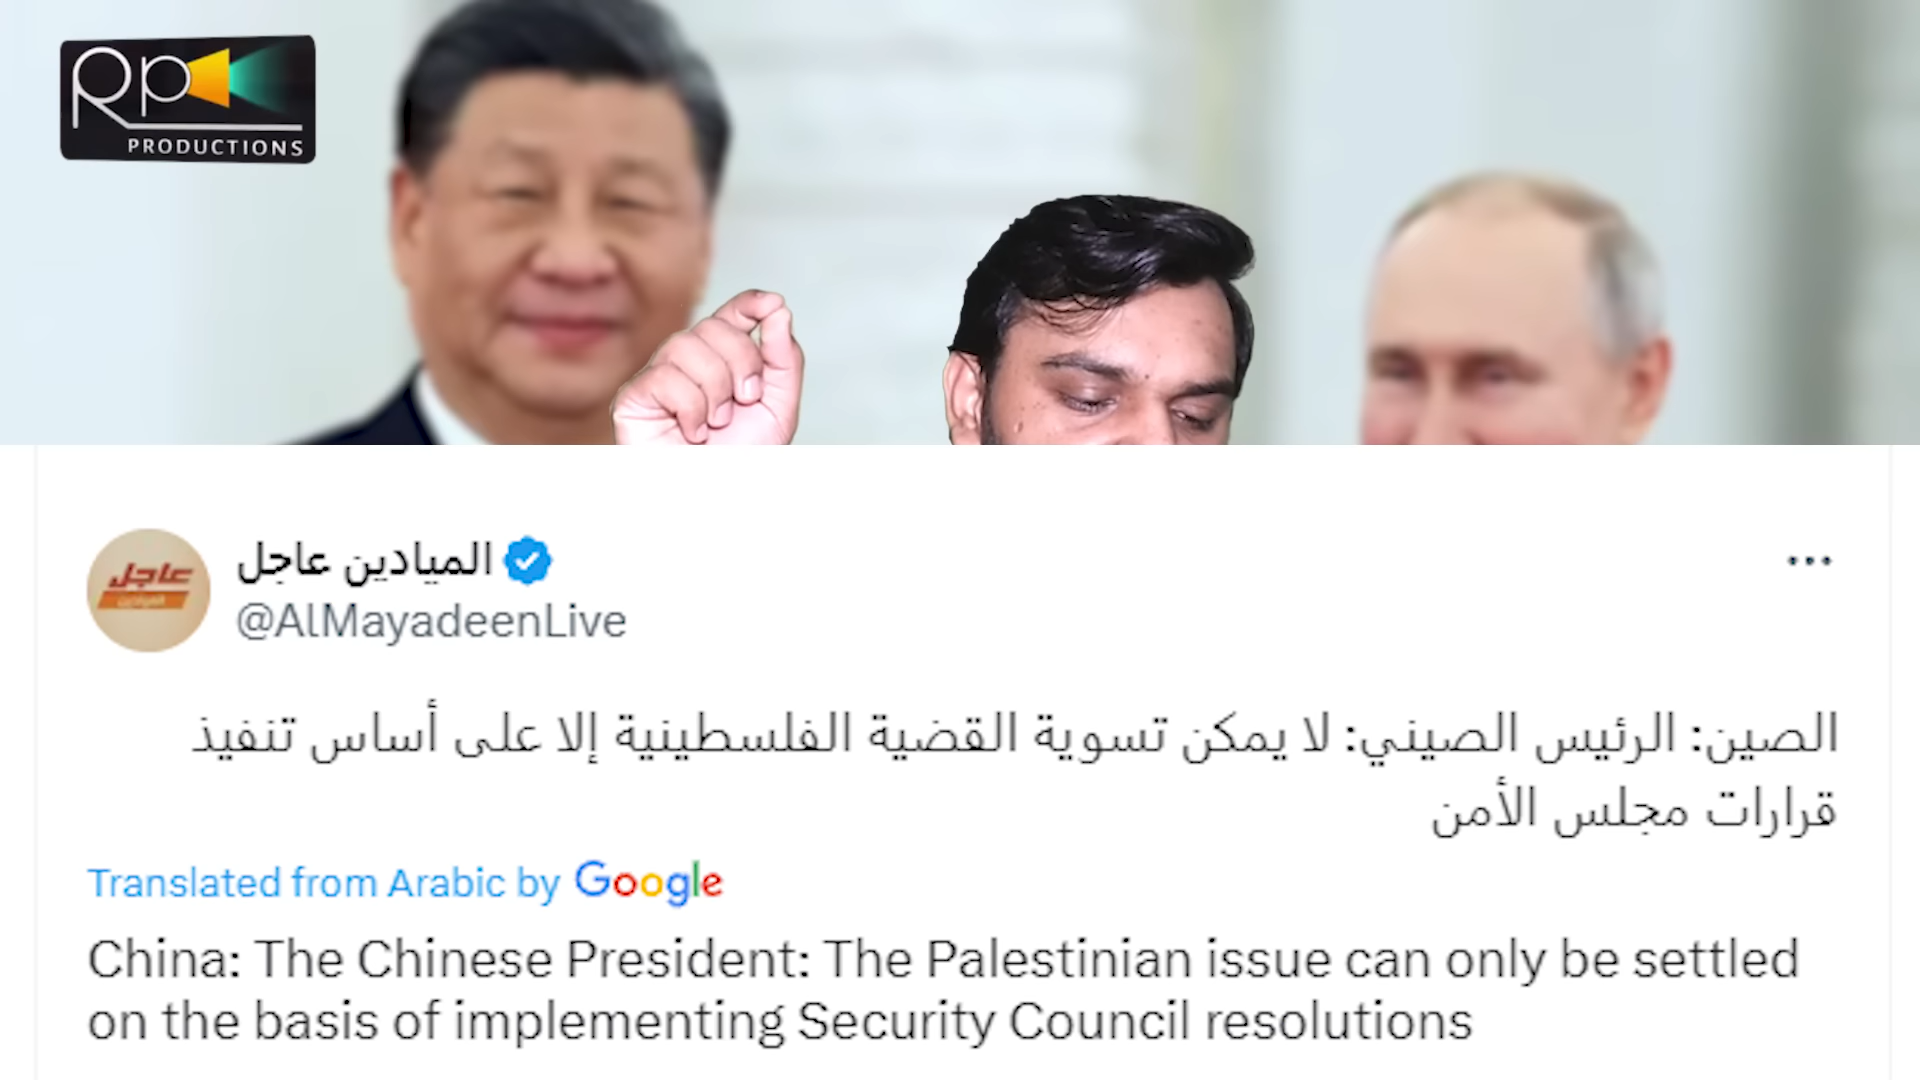 Rp
PRODUCTIONS
الميادين عاجل
@AlMayadeenLive
عاجل
الميادين
الصين: الرئيس الصيني: لا يمكن تسوية القضية الفلسطينية إلا على أساس تنفيذ
قرارات مجلس الأمن
Translated from Arabic by Google
China: The Chinese President: The Palestinian issue can only be settled
on the basis of implementing Security Council resolutions